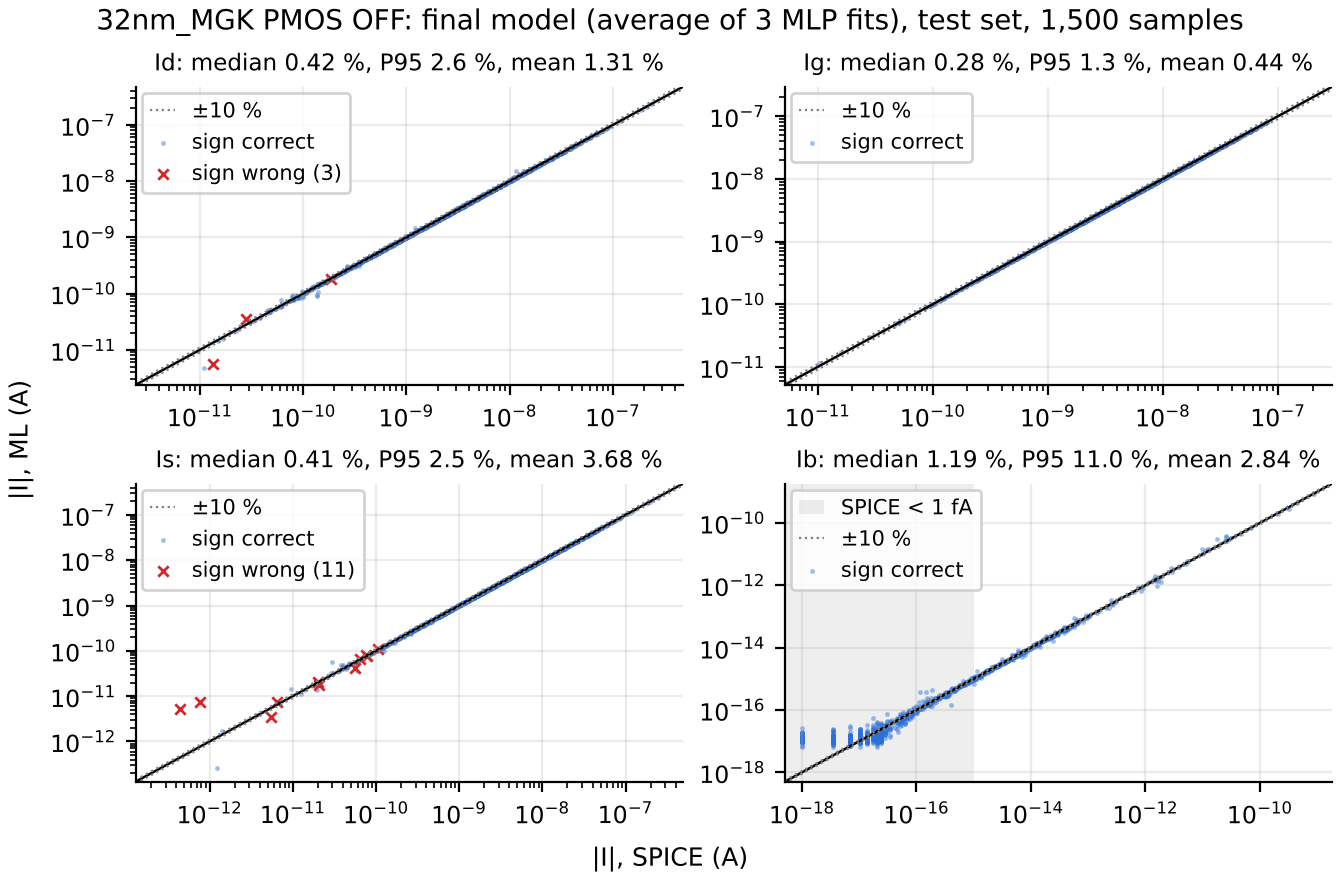 32nm_MGK PMOS OFF: final model (average of 3 MLP fits), test set, 1,500 samples
Id: median 0.42 %, P95 2.6 %, mean 1.31 %
±10 %
sign correct
sign wrong (3)
10⁻⁷
10⁻⁸
10⁻⁹
10⁻¹⁰
10⁻¹¹
10⁻¹¹ 10⁻¹⁰ 10⁻⁹ 10⁻⁸ 10⁻⁷
Ig: median 0.28 %, P95 1.3 %, mean 0.44 %
±10 %
sign correct
10⁻⁷
10⁻⁸
10⁻⁹
10⁻¹⁰
10⁻¹¹
10⁻¹¹ 10⁻¹⁰ 10⁻⁹ 10⁻⁸ 10⁻⁷
|I|, ML (A)
Is: median 0.41 %, P95 2.5 %, mean 3.68 %
±10 %
sign correct
sign wrong (11)
10⁻⁷
10⁻⁸
10⁻⁹
10⁻¹⁰
10⁻¹¹
10⁻¹²
10⁻¹² 10⁻¹¹ 10⁻¹⁰ 10⁻⁹ 10⁻⁸ 10⁻⁷
Ib: median 1.19 %, P95 11.0 %, mean 2.84 %
SPICE < 1 fA
±10 %
sign correct
10⁻¹⁰
10⁻¹²
10⁻¹⁴
10⁻¹⁶
10⁻¹⁸
10⁻¹⁸ 10⁻¹⁶ 10⁻¹⁴ 10⁻¹² 10⁻¹⁰
|I|, SPICE (A)